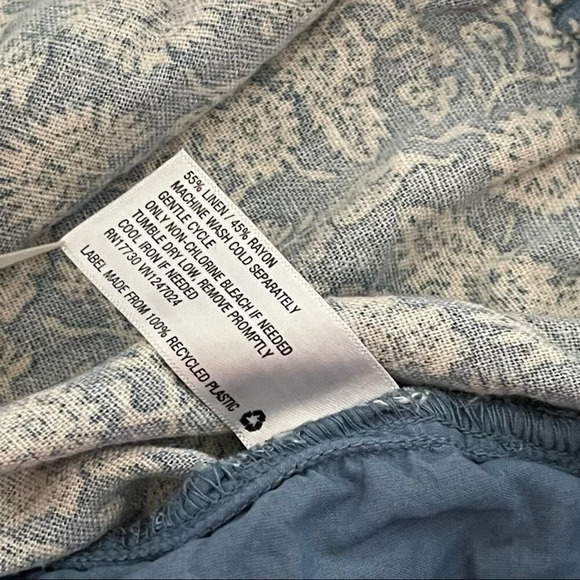 55% LINEN / 45% RAYON
MACHINE WASH COLD SEPARATELY
GENTLE CYCLE
ONLY NON-CHLORINE BLEACH IF NEEDED
TUMBLE DRY LOW, REMOVE PROMPTLY
COOL IRON IF NEEDED
RN17730 VN1247024
LABEL MADE FROM 100% RECYCLED PLASTIC